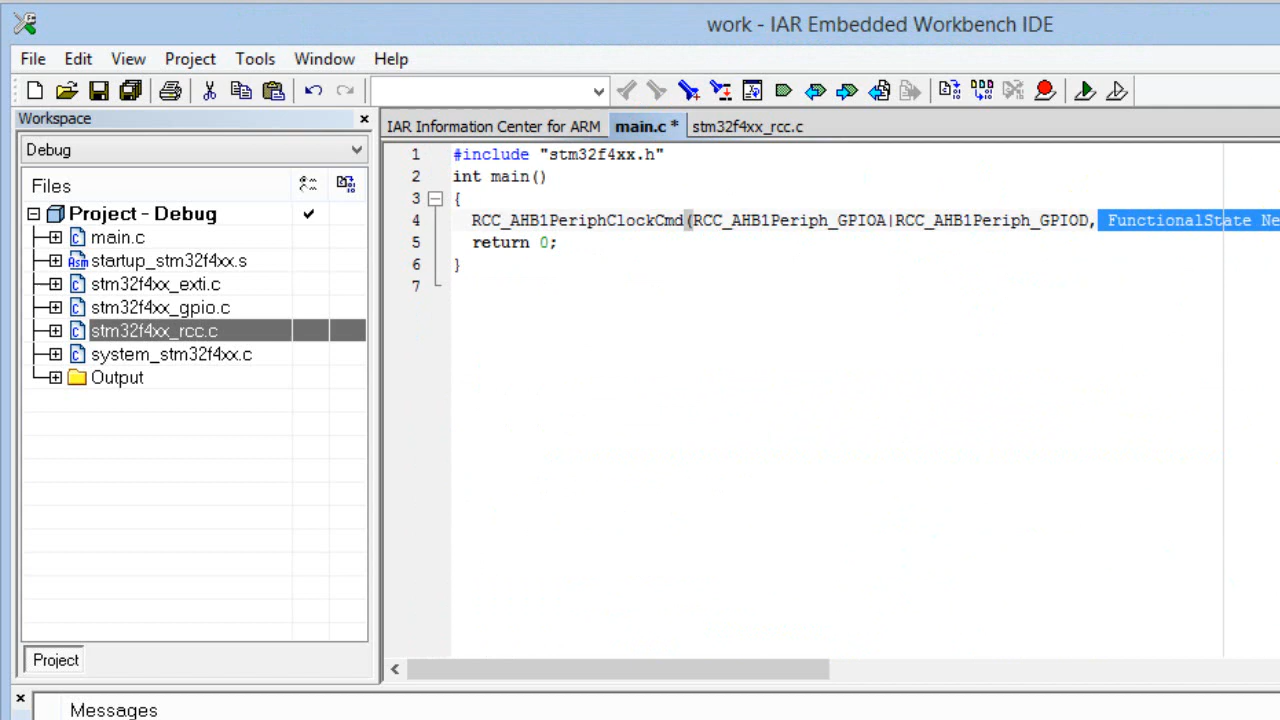 work - IAR Embedded Workbench IDE
File Edit View Project Tools Window Help
Workspace
IAR Information Center for ARM main.c * stm32f4xx_rcc.c
Debug
Files
Project - Debug
main.c
startup_stm32f4xx.s
stm32f4xx_exti.c
stm32f4xx_gpio.c
stm32f4xx_rcc.c
system_stm32f4xx.c
Output
Project
1 #include "stm32f4xx.h"
2 int main()
3 {
4 RCC_AHB1PeriphClockCmd(RCC_AHB1Periph_GPIOA|RCC_AHB1Periph_GPIOD, FunctionalState Ne
5 return 0;
6 }
7
Messages